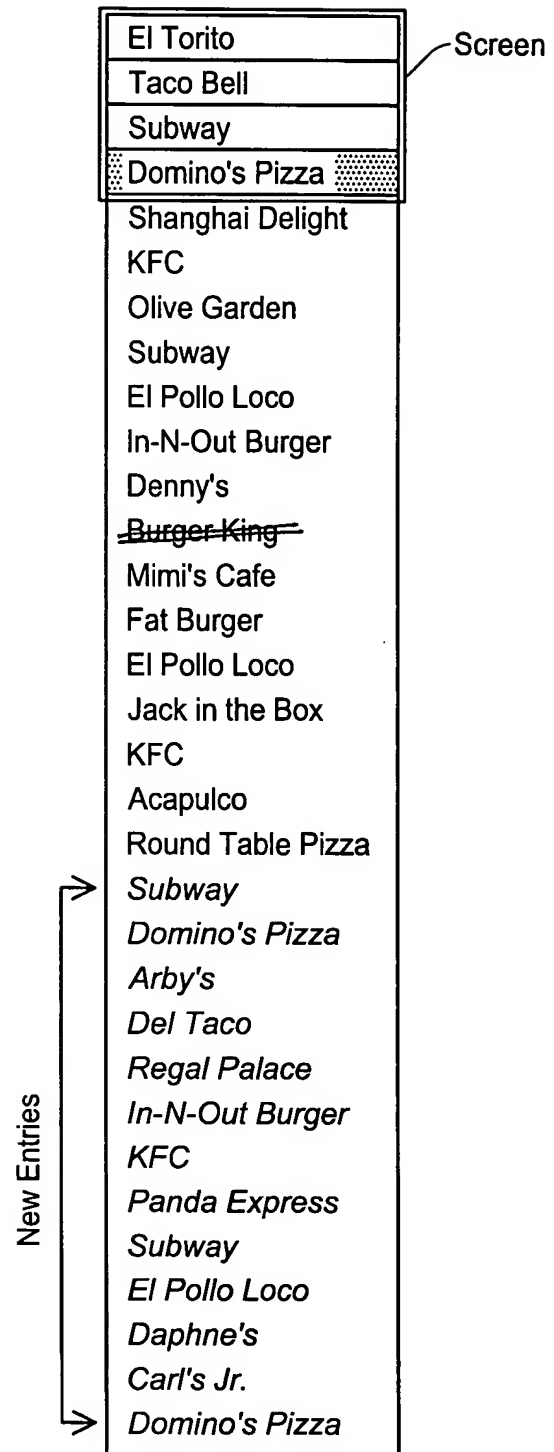 El Torito
Screen
Taco Bell
Subway
Domino's Pizza
Shanghai Delight
KFC
Olive Garden
Subway
El Pollo Loco
In-N-Out Burger
Denny's
Burger King
Mimi's Cafe
Fat Burger
El Pollo Loco
Jack in the Box
KFC
Acapulco
Round Table Pizza
Subway
Domino's Pizza
Arby's
Del Taco
Regal Palace
In-N-Out Burger
KFC
Panda Express
Subway
El Pollo Loco
Daphne's
Carl's Jr.
Domino's Pizza
New Entries